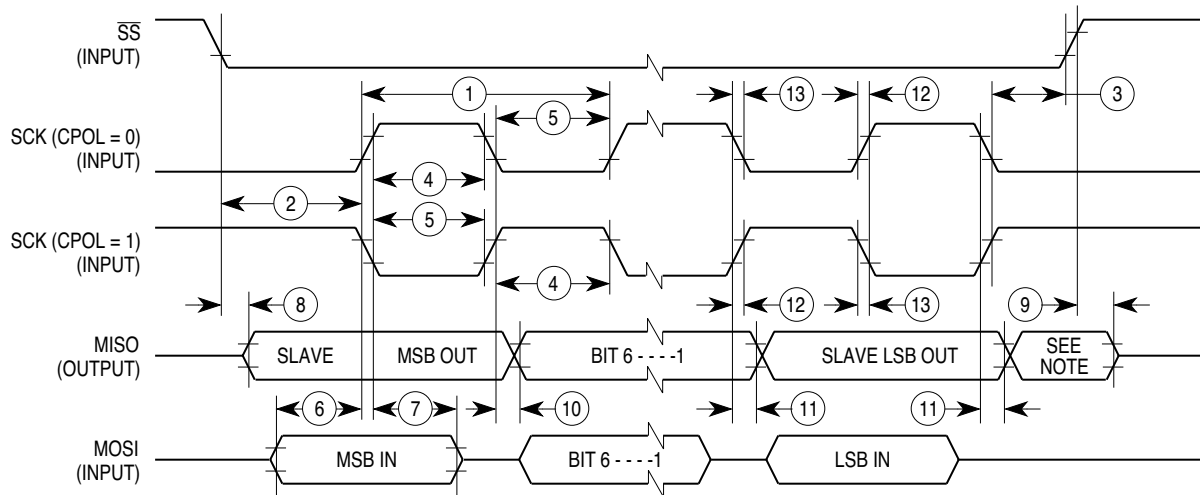 SS
(INPUT)
1
13
12
3
5
SCK (CPOL = 0)
(INPUT)
4
2
5
SCK (CPOL = 1)
(INPUT)
4
8
12
13
9
MISO
(OUTPUT)
SLAVE
MSB OUT
BIT 6 - - - -1
SLAVE LSB OUT
SEE
NOTE
6
7
10
11
11
MOSI
(INPUT)
MSB IN
BIT 6 - - - -1
LSB IN